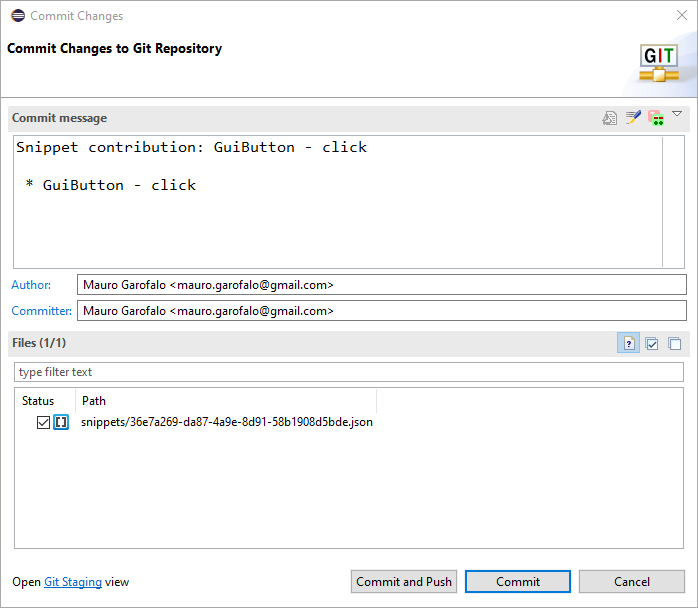 Commit Changes
Commit Changes to Git Repository
GIT
Commit message
Snippet contribution: GuiButton - click
* GuiButton - click
Author: Mauro Garofalo <mauro.garofalo@gmail.com>
Committer: Mauro Garofalo <mauro.garofalo@gmail.com>
Files (1/1)
type filter text
Status Path
snippets/36e7a269-da87-4a9e-8d91-58b1908d5bde.json
Open Git Staging view Commit and Push Commit Cancel